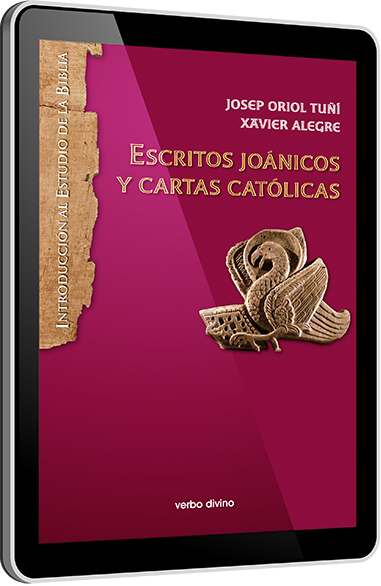 JOSEP ORIOL TUÑÍ
XAVIER ALEGRE
ESCRITOS JOÁNICOS
Y CARTAS CATÓLICAS
INTRODUCCIÓN AL ESTUDIO DE LA BIBLIA
verbo divino